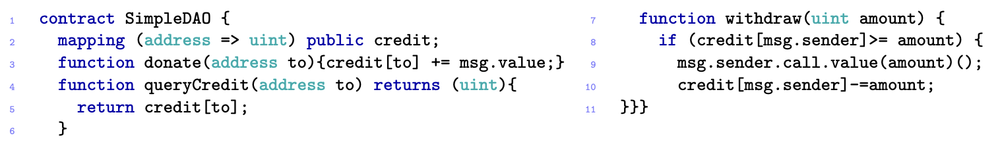 1 contract SimpleDAO {
2 mapping (address => uint) public credit;
3 function donate(address to){credit[to] += msg.value;}
4 function queryCredit(address to) returns (uint){
5 return credit[to];
6 }
7 function withdraw(uint amount) {
8 if (credit[msg.sender]>= amount) {
9 msg.sender.call.value(amount)();
10 credit[msg.sender]-=amount;
11 }}}